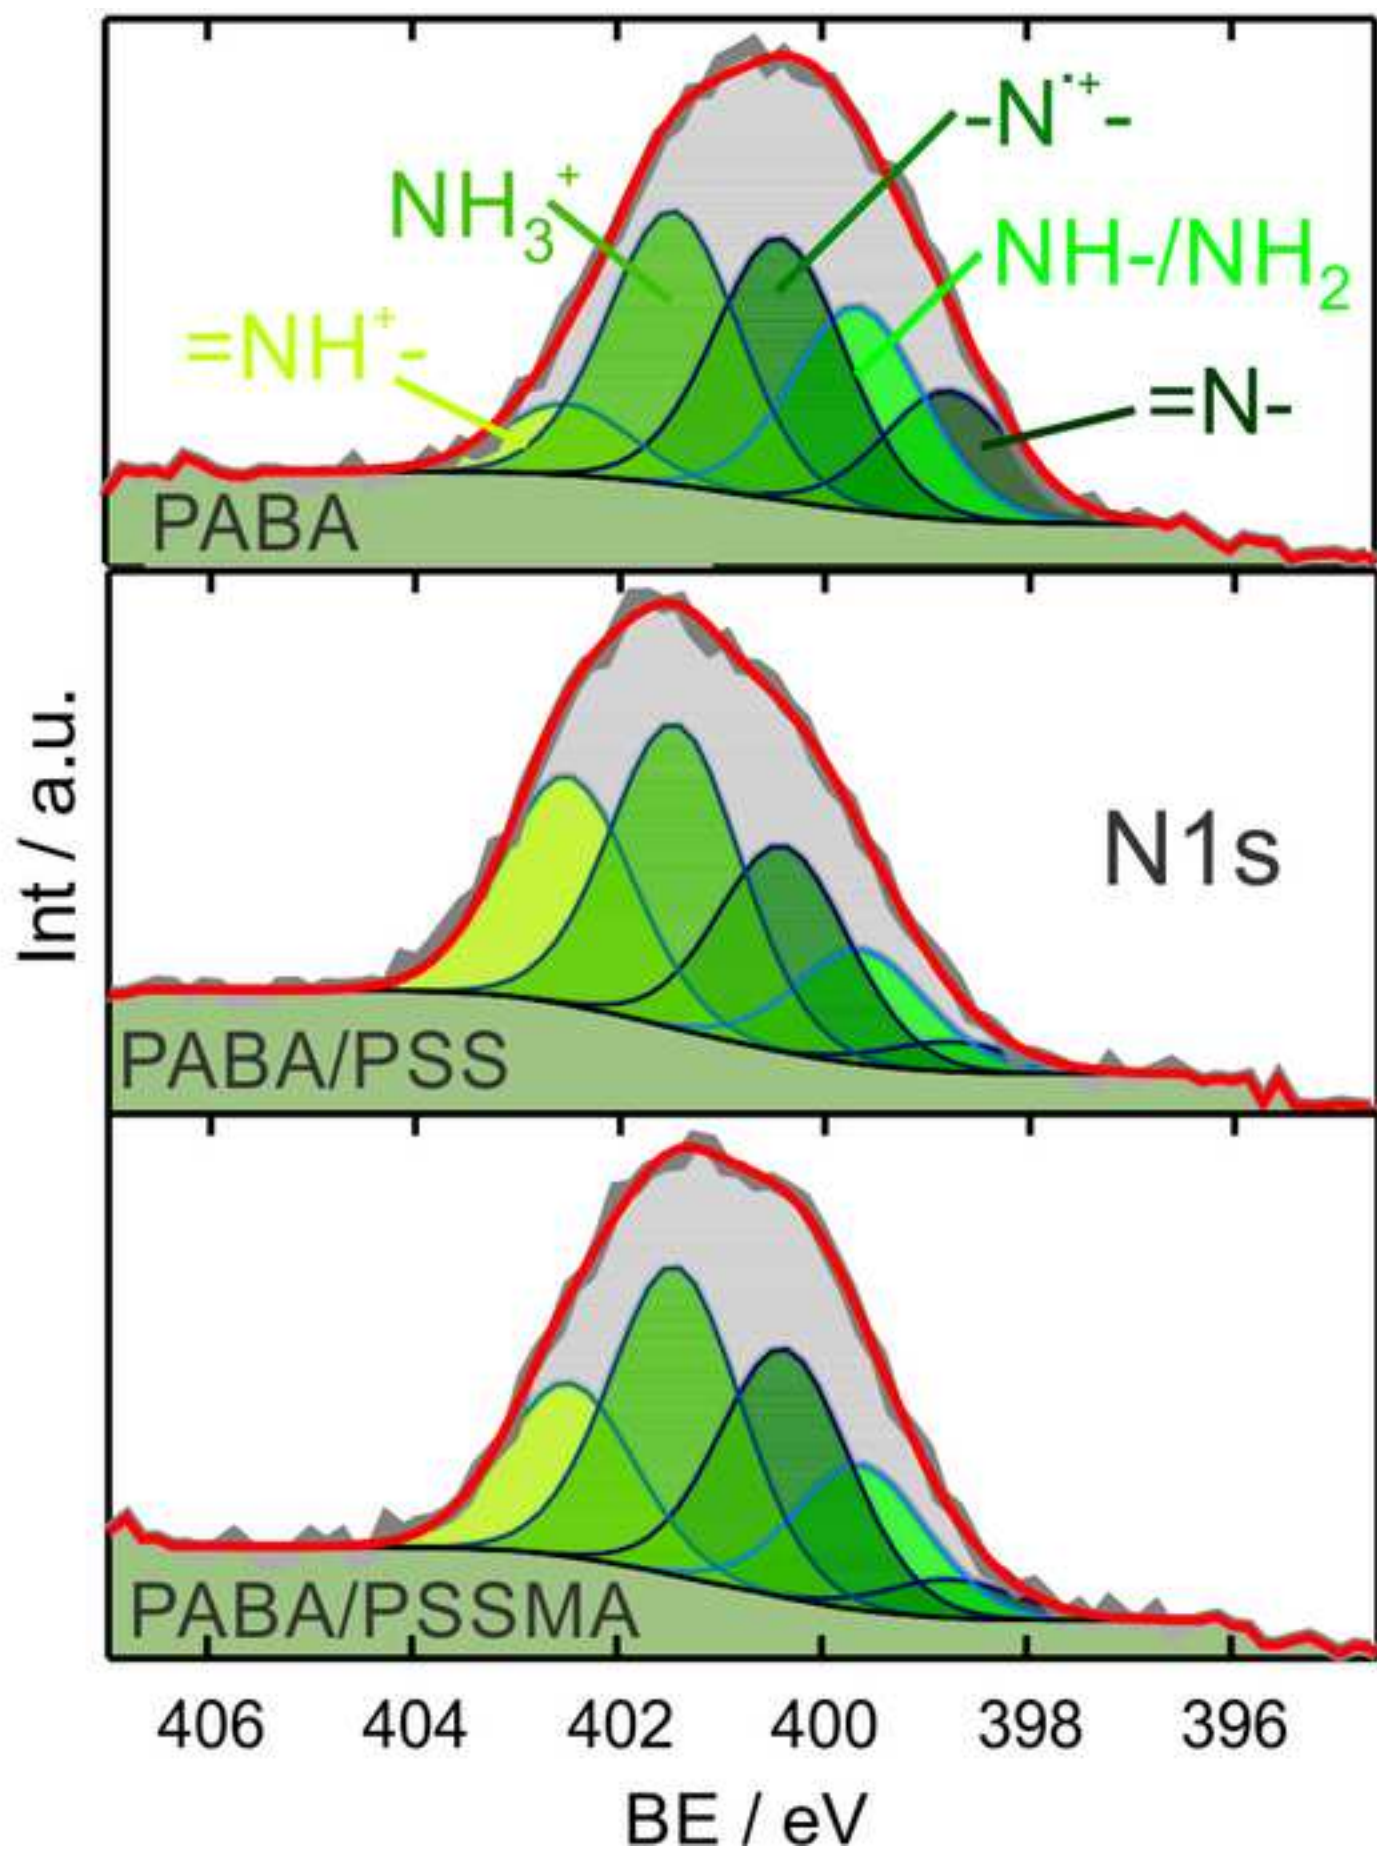 -N•+-
NH3+
NH-/NH2
=NH+-
=N-
PABA
Int / a.u.
N1s
PABA/PSS
PABA/PSSMA
406 404 402 400 398 396
BE / eV